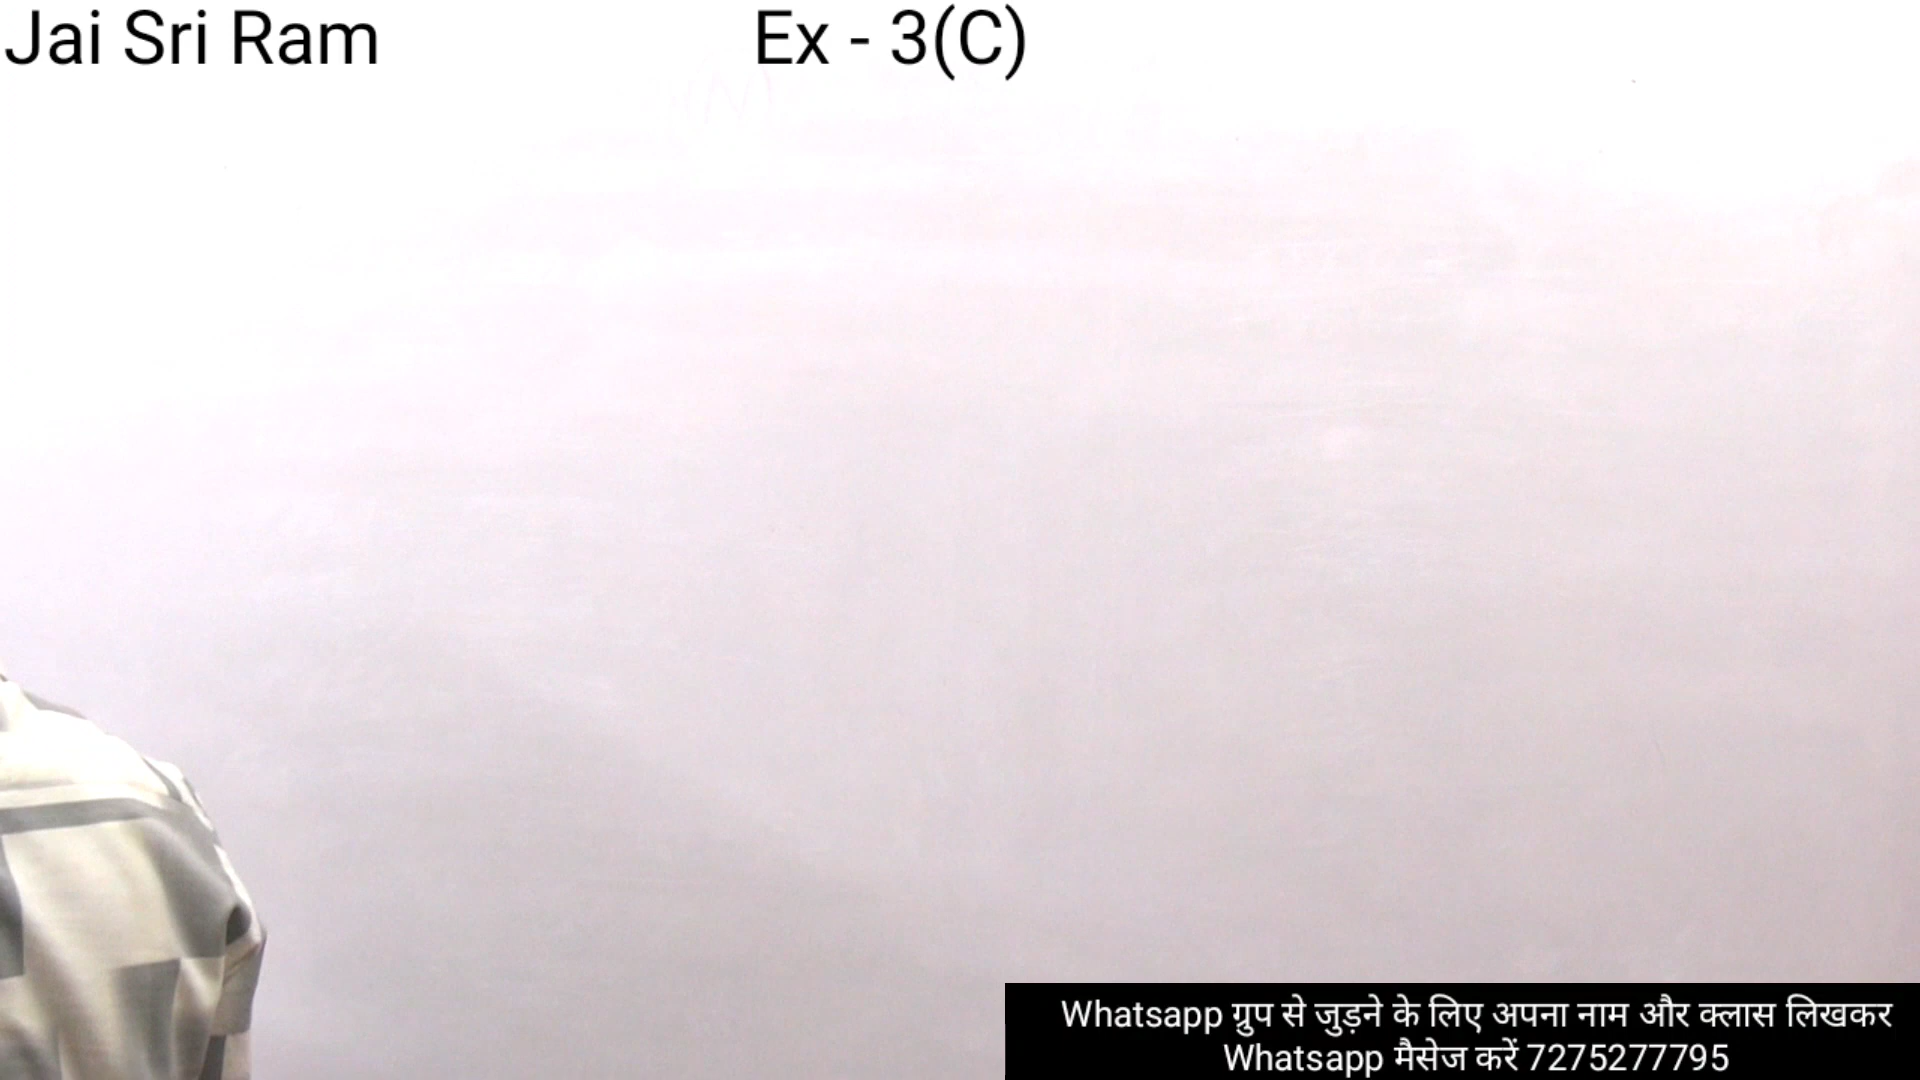 Jai Sri Ram Ex - 3(C)
Whatsapp ग्रुप से जुड़ने के लिए अपना नाम और क्लास लिखकर
Whatsapp मैसेज करें 7275277795